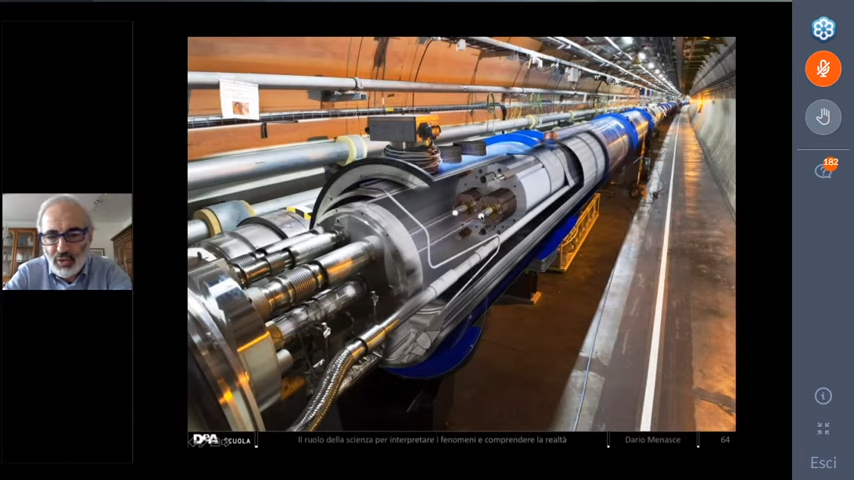 182
DeA SCUOLA
Il ruolo della scienza per interpretare i fenomeni e comprendere la realtà
Dario Menasce
64
Esci